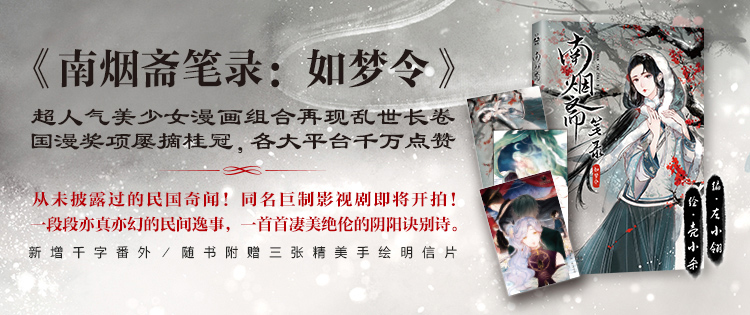 《南烟斋笔录：如梦令》
超人气美少女漫画组合再现乱世长卷
国漫奖项屡摘桂冠，各大平台千万点赞
从未披露过的民国奇闻！同名巨制影视剧即将开拍！
一段段亦真亦幻的民间逸事，一首首凄美绝伦的阴阳诀别诗。
新增千字番外/随书附赠三张精美手绘明信片
南烟斋笔录
如梦令
编·左小翎
绘·亮小杀